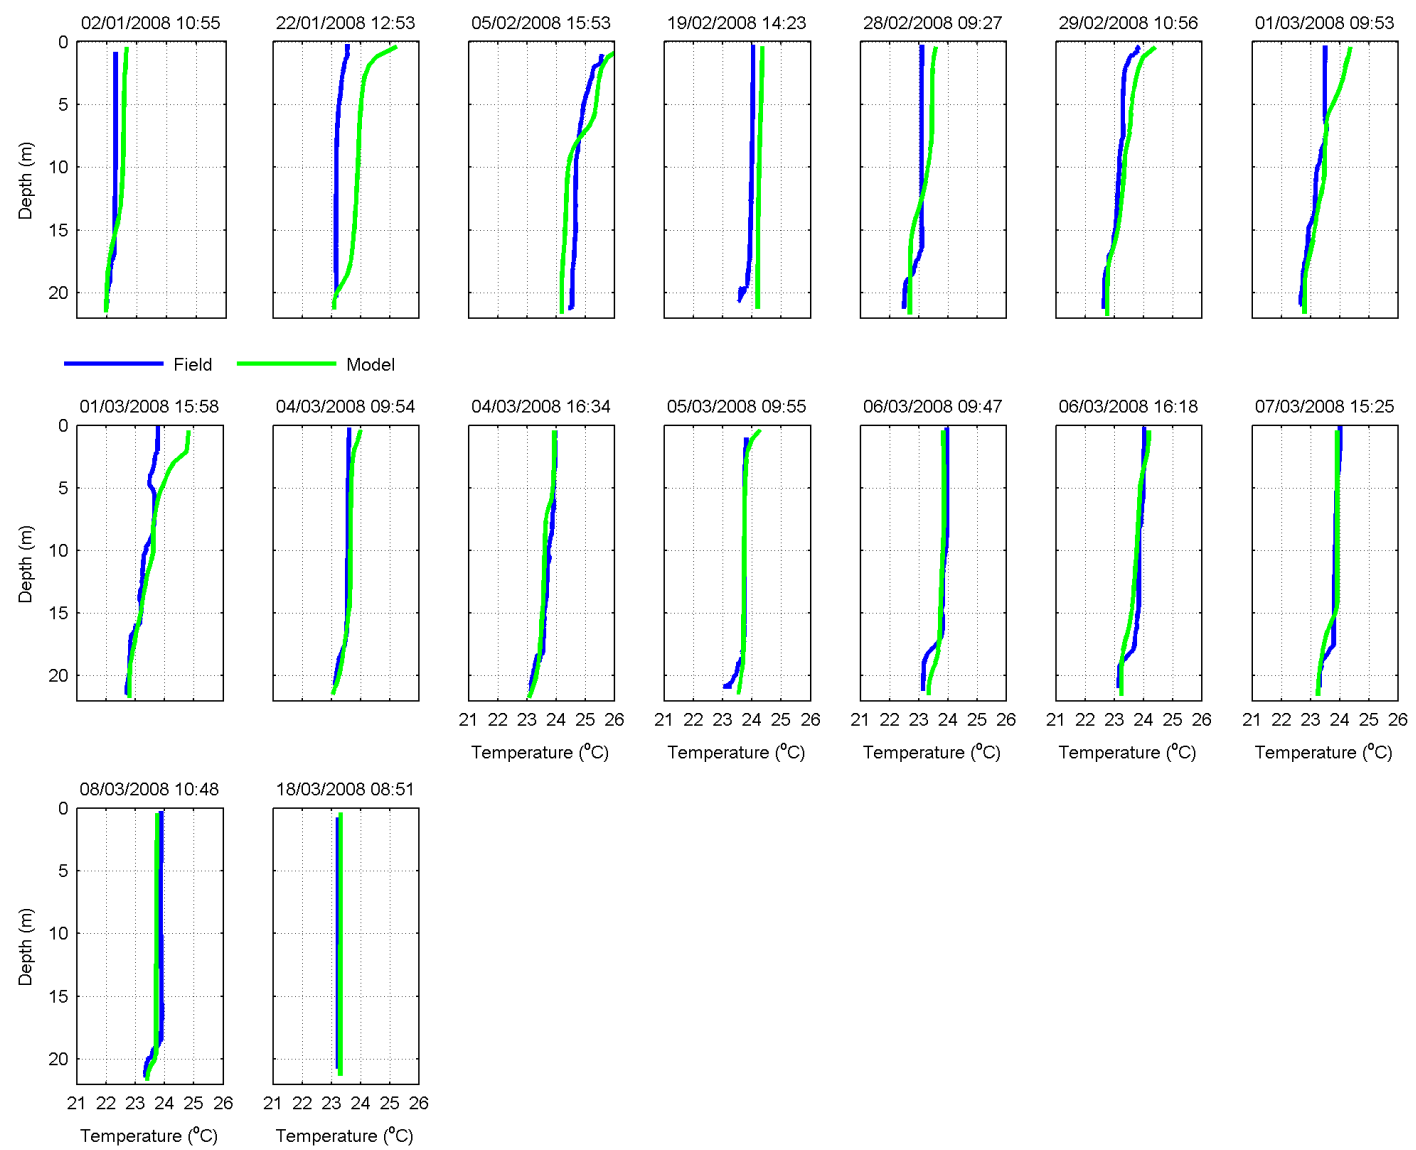 02/01/2008 10:55 22/01/2008 12:53 05/02/2008 15:53 19/02/2008 14:23 28/02/2008 09:27 29/02/2008 10:56 01/03/2008 09:53
0
5
10
15
20
Depth (m)
Field Model
01/03/2008 15:58 04/03/2008 09:54 04/03/2008 16:34 05/03/2008 09:55 06/03/2008 09:47 06/03/2008 16:18 07/03/2008 15:25
0
5
10
15
20
Depth (m)
21 22 23 24 25 26 21 22 23 24 25 26 21 22 23 24 25 26 21 22 23 24 25 26 21 22 23 24 25 26
Temperature (°C) Temperature (°C) Temperature (°C) Temperature (°C) Temperature (°C)
08/03/2008 10:48 18/03/2008 08:51
0
5
10
15
20
Depth (m)
21 22 23 24 25 26 21 22 23 24 25 26
Temperature (°C) Temperature (°C)